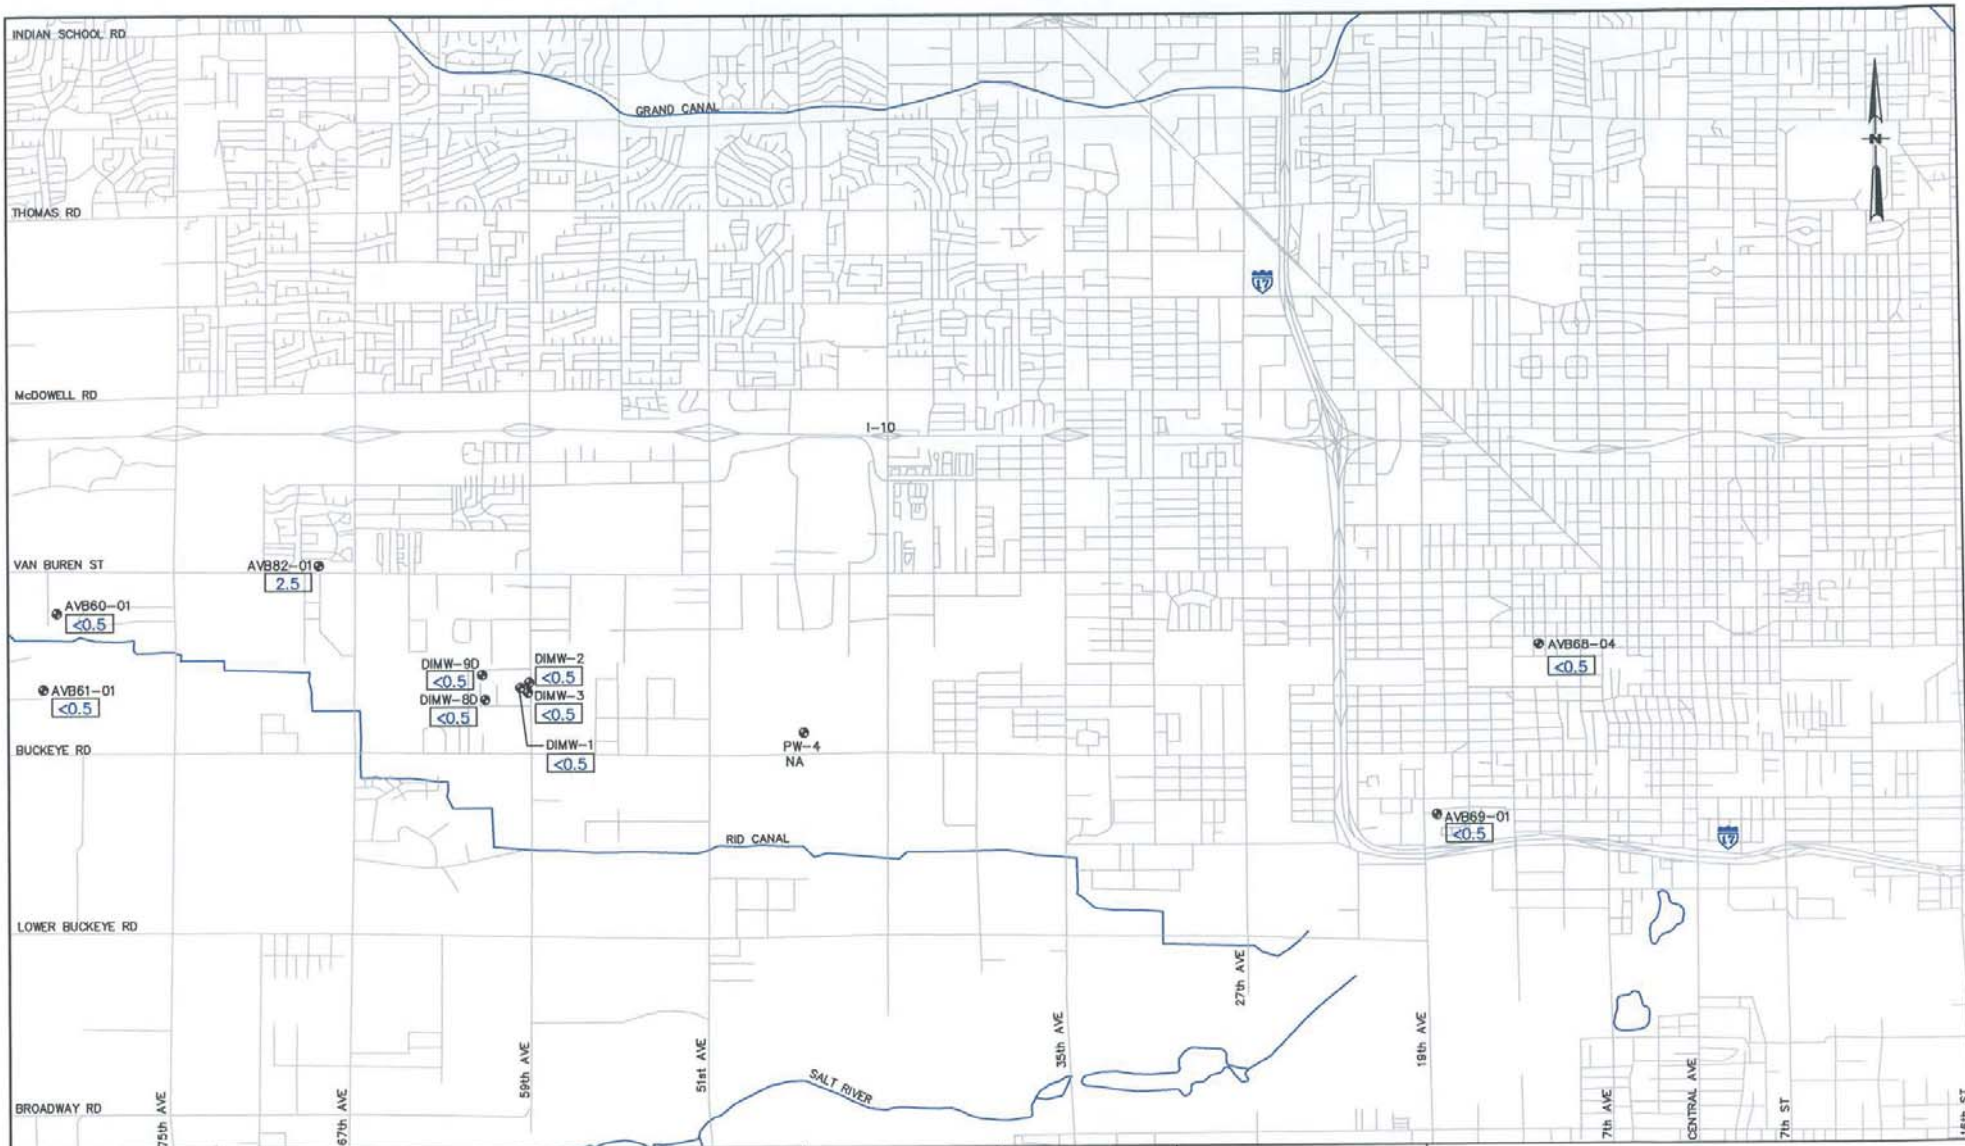 INDIAN SCHOOL RD
GRAND CANAL
N
THOMAS RD
17
McDOWELL RD
I-10
VAN BUREN ST
AVB82-01
2.5
AVB60-01
<0.5
AVB61-01
<0.5
DIMW-9D
<0.5
DIMW-8D
<0.5
DIMW-2
<0.5
DIMW-3
<0.5
DIMW-1
<0.5
PW-4
NA
AVB68-04
<0.5
BUCKEYE RD
AVB69-01
<0.5
RID CANAL
17
LOWER BUCKEYE RD
BROADWAY RD
75th AVE
67th AVE
59th AVE
51st AVE
SALT RIVER
35th AVE
27th AVE
19th AVE
7th AVE
CENTRAL AVE
7th ST